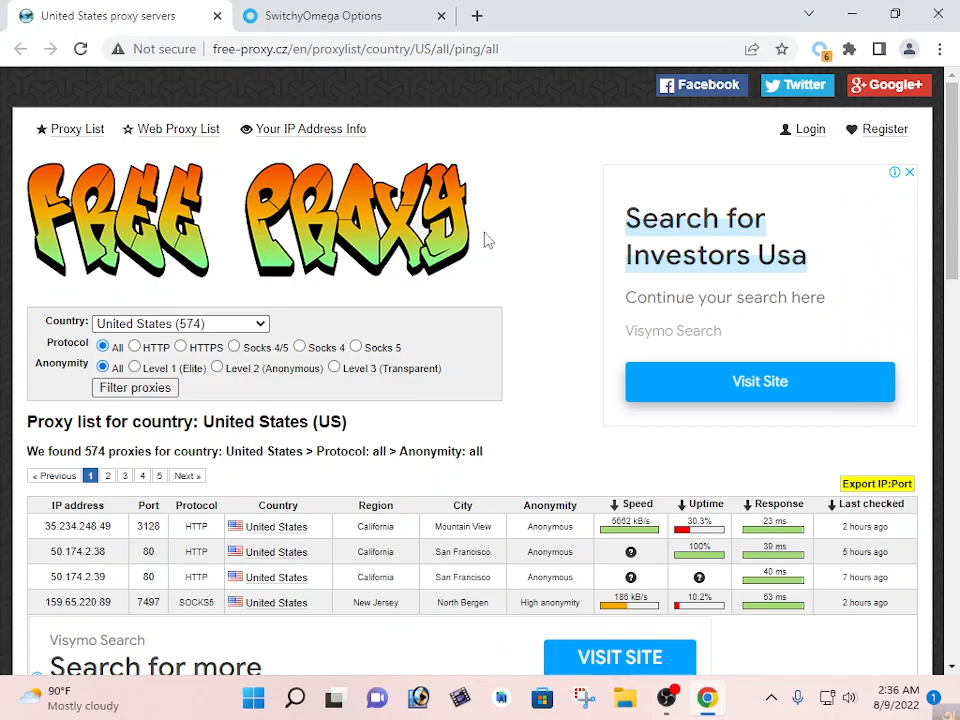 United States proxy servers
SwitchyOmega Options
Not secure
free-proxy.cz/en/proxylist/country/US/all/ping/all
6
Facebook
Twitter
Google+
Proxy List
Web Proxy List
Your IP Address Info
Login
Register
FREE PROXY
Search for
Investors Usa
Continue your search here
Visymo Search
Visit Site
Country: United States (574)
Protocol All HTTP HTTPS Socks 4/5 Socks 4 Socks 5
Anonymity All Level 1 (Elite) Level 2 (Anonymous) Level 3 (Transparent)
Filter proxies
Proxy list for country: United States (US)
We found 574 proxies for country: United States > Protocol: all > Anonymity: all
« Previous 1 2 3 4 5 Next »
Export IP:Port
IP address Port Protocol Country Region City Anonymity Speed Uptime Response Last checked
35.234.248.49 3128 HTTP United States California Mountain View Anonymous 5662 kB/s 30.3% 23 ms 2 hours ago
50.174.2.38 80 HTTP United States California San Francisco Anonymous ? 100% 39 ms 5 hours ago
50.174.2.39 80 HTTP United States California San Francisco Anonymous ? ? 40 ms 7 hours ago
159.65.220.89 7497 SOCKS5 United States New Jersey North Bergen High anonymity 186 kB/s 10.2% 53 ms 2 hours ago
Visymo Search
Search for more
VISIT SITE
90°F
Mostly cloudy
2:36 AM
8/9/2022
1